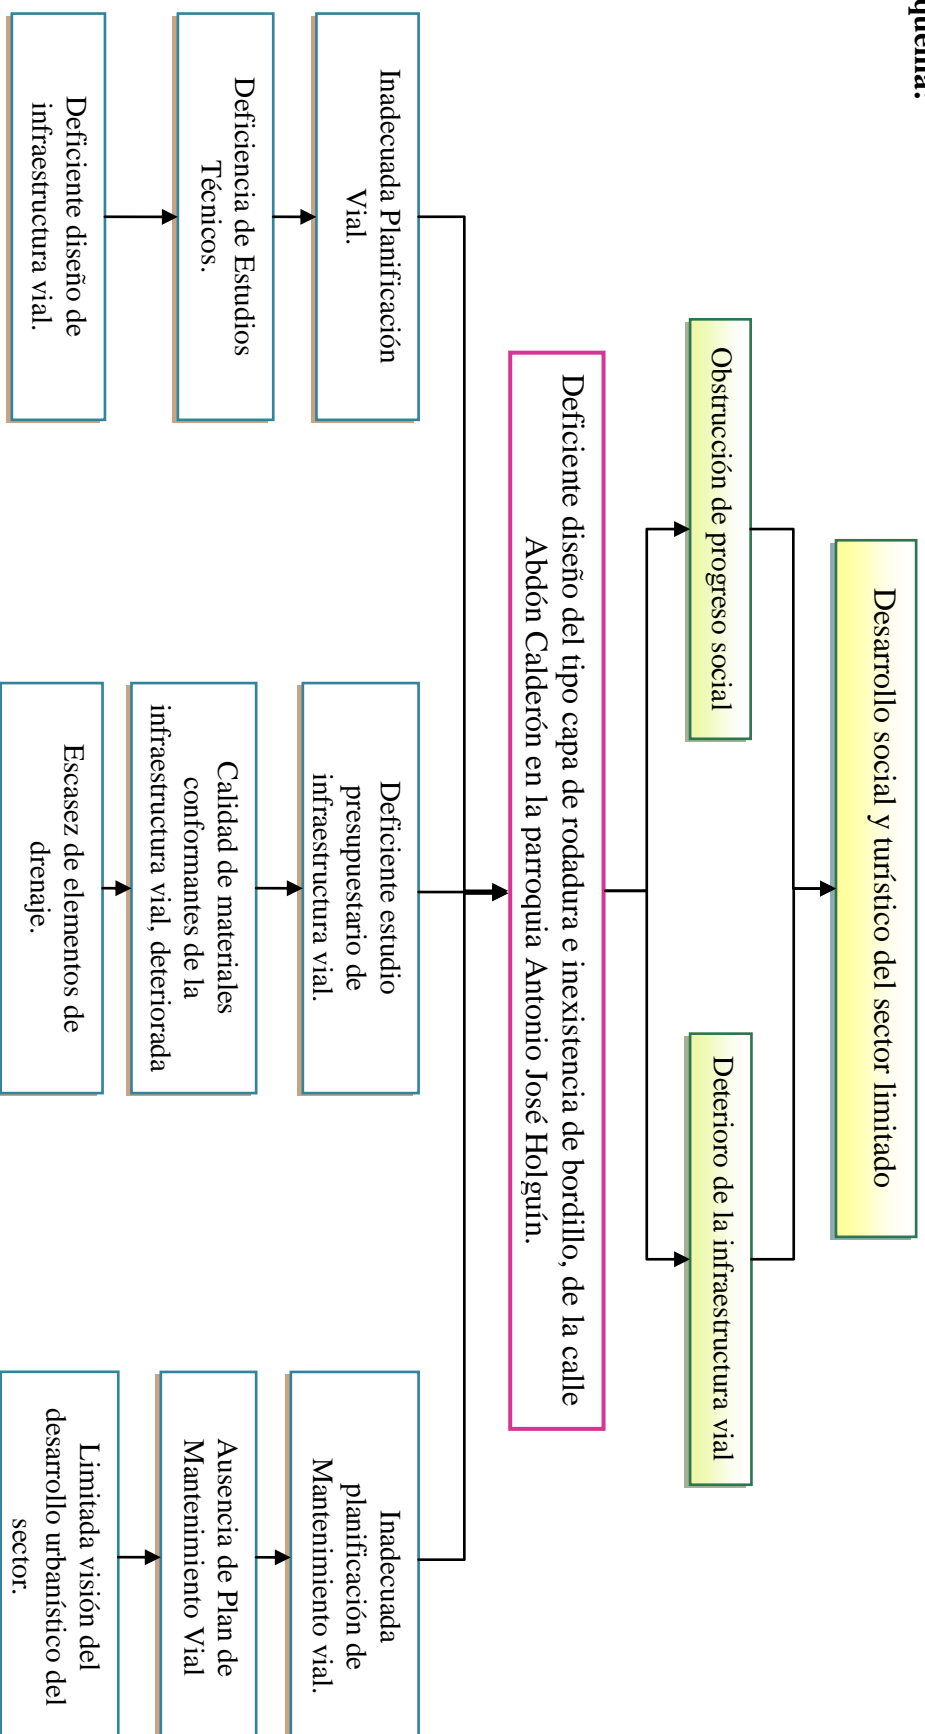 quema:
Desarrollo social y turístico del sector limitado
Obstrucción de progreso social
Deterioro de la infraestructura vial
Deficiente diseño del tipo capa de rodadura e inexistencia de bordillo, de la calle
Abdón Calderón en la parroquia Antonio José Holguín.
Inadecuada Planificación
Vial.
Deficiencia de Estudios
Técnicos.
Deficiente diseño de
infraestructura vial.
Deficiente estudio
presupuestario de
infraestructura vial.
Calidad de materiales
conformantes de la
infraestructura vial, deteriorada
Escasez de elementos de
drenaje.
Inadecuada
planificación de
Mantenimiento vial.
Ausencia de Plan de
Mantenimiento Vial
Limitada visión del
desarrollo urbanístico del
sector.